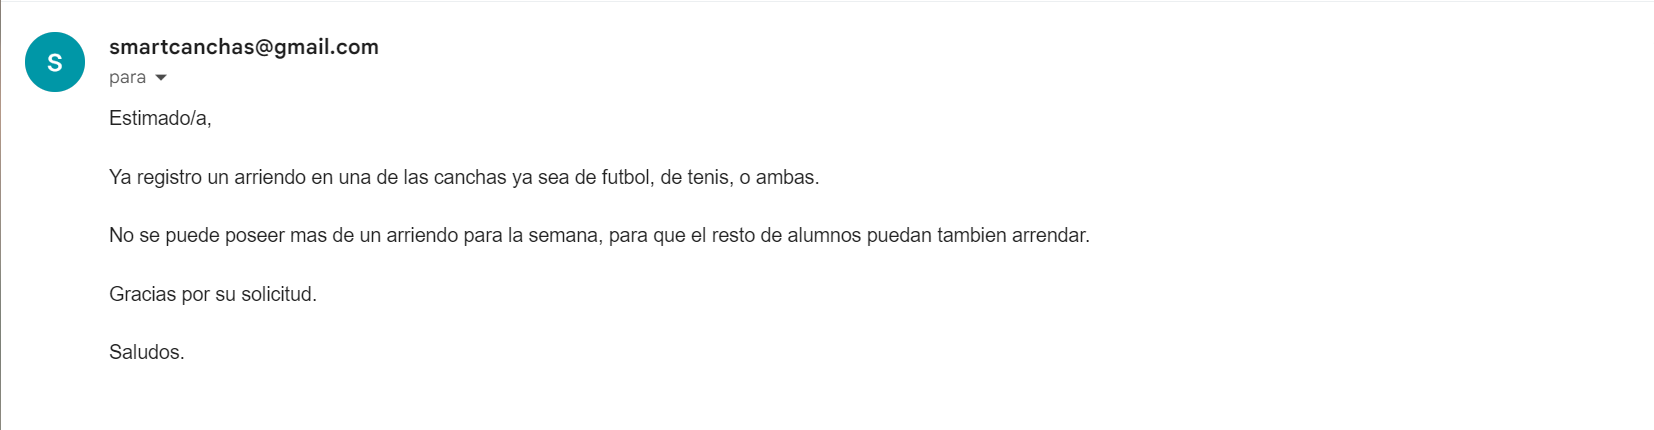 S
smartcanchas@gmail.com
para
Estimado/a,
Ya registro un arriendo en una de las canchas ya sea de futbol, de tenis, o ambas.
No se puede poseer mas de un arriendo para la semana, para que el resto de alumnos puedan tambien arrendar.
Gracias por su solicitud.
Saludos.